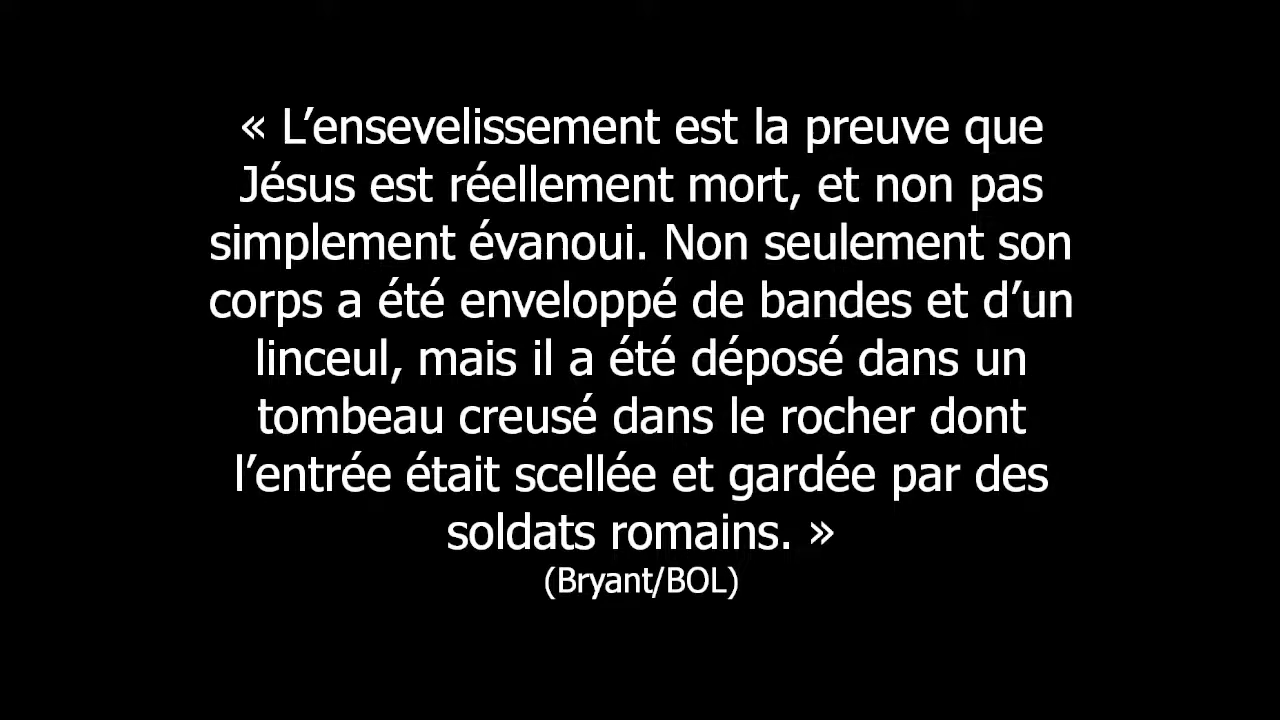 « L’ensevelissement est la preuve que
Jésus est réellement mort, et non pas
simplement évanoui. Non seulement son
corps a été enveloppé de bandes et d’un
linceul, mais il a été déposé dans un
tombeau creusé dans le rocher dont
l’entrée était scellée et gardée par des
soldats romains. »
(Bryant/BOL)